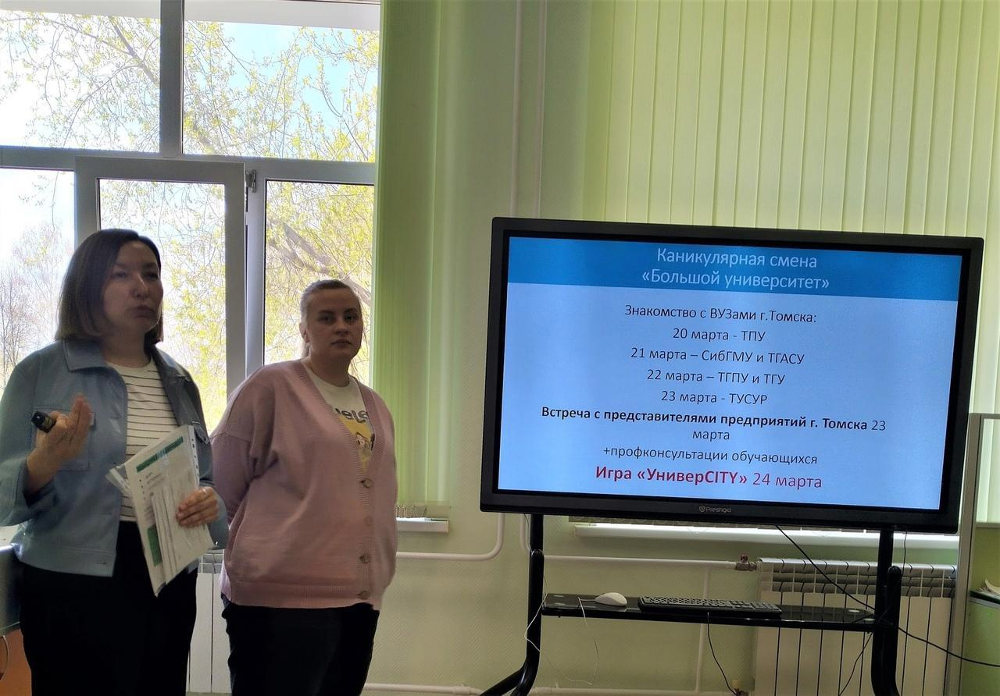 Каникулярная смена
«Большой университет»
Знакомство с ВУЗами г.Томска:
20 марта - ТПУ
21 марта – СибГМУ и ТГАСУ
22 марта – ТГПУ и ТГУ
23 марта - ТУСУР
Встреча с представителями предприятий г. Томска 23
марта
+профконсультации обучающихся
Игра «УниверCITY» 24 марта
Prestigio